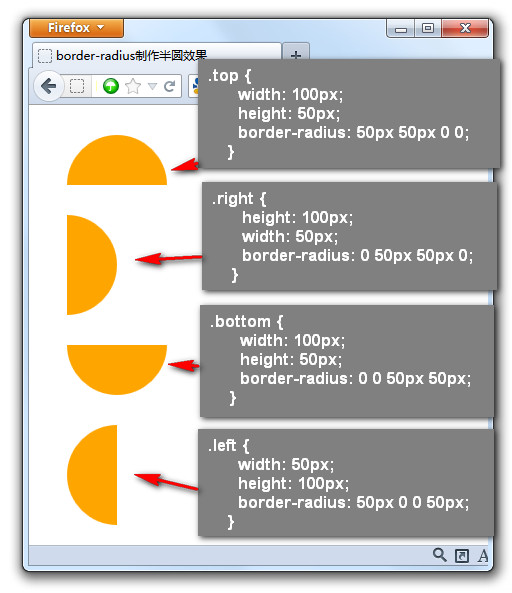 Firefox
border-radius制作半圆效果
.top {
width: 100px;
height: 50px;
border-radius: 50px 50px 0 0;
}
.right {
height: 100px;
width: 50px;
border-radius: 0 50px 50px 0;
}
.bottom {
width: 100px;
height: 50px;
border-radius: 0 0 50px 50px;
}
.left {
width: 50px;
height: 100px;
border-radius: 50px 0 0 50px;
}
A